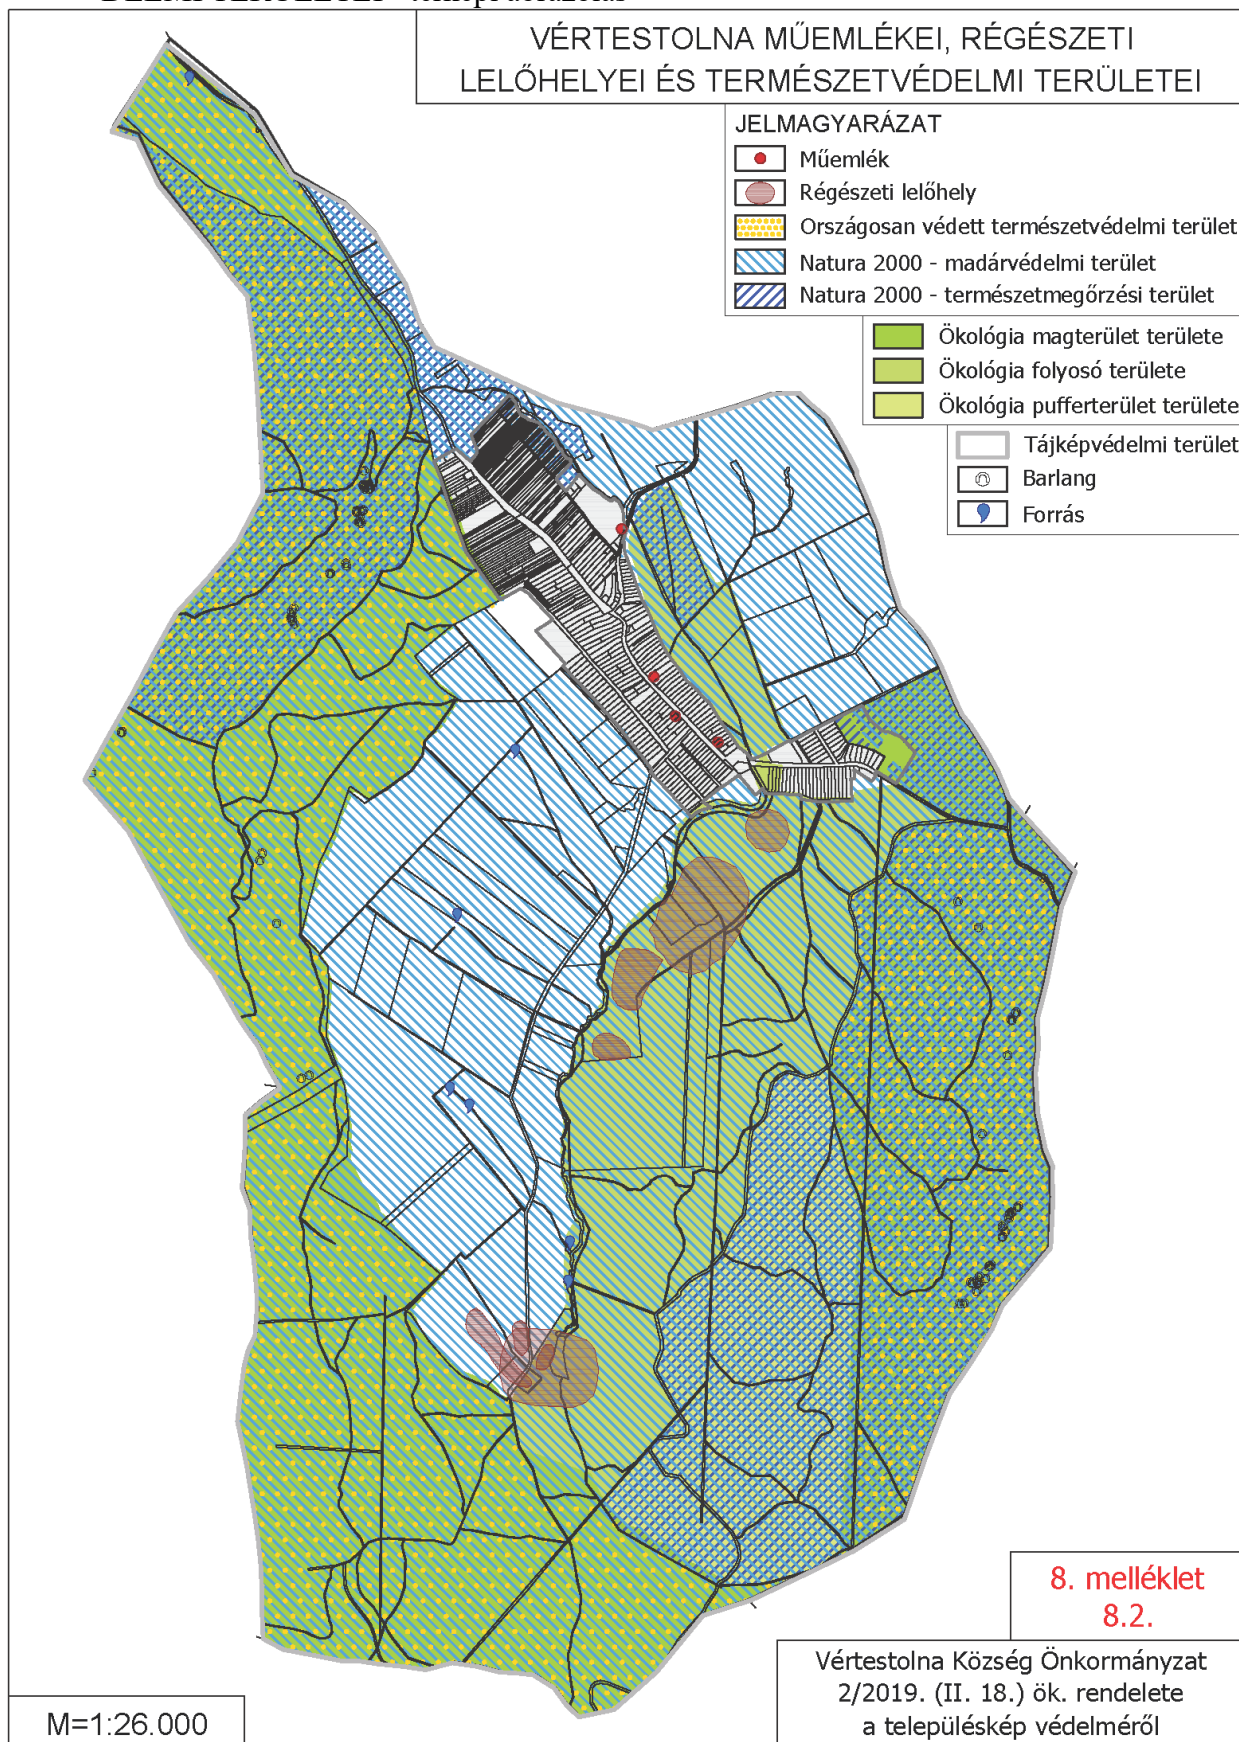 VÉRTESTOLNA MŰEMLÉKEI, RÉGÉSZETI
LELŐHELYEI ÉS TERMÉSZETVÉDELMI TERÜLETEI
JELMAGYARÁZAT
Műemlék
Régészeti lelőhely
Országosan védett természetvédelmi terület
Natura 2000 - madárvédelmi terület
Natura 2000 - természetmegőrzési terület
Ökológia magterület területe
Ökológia folyosó területe
Ökológia pufferterület területe
Tájképvédelmi terület
Barlang
Forrás
8. melléklet
8.2.
Vértestolna Község Önkormányzat
2/2019. (II. 18.) ök. rendelete
a településkép védelméről
M=1:26.000